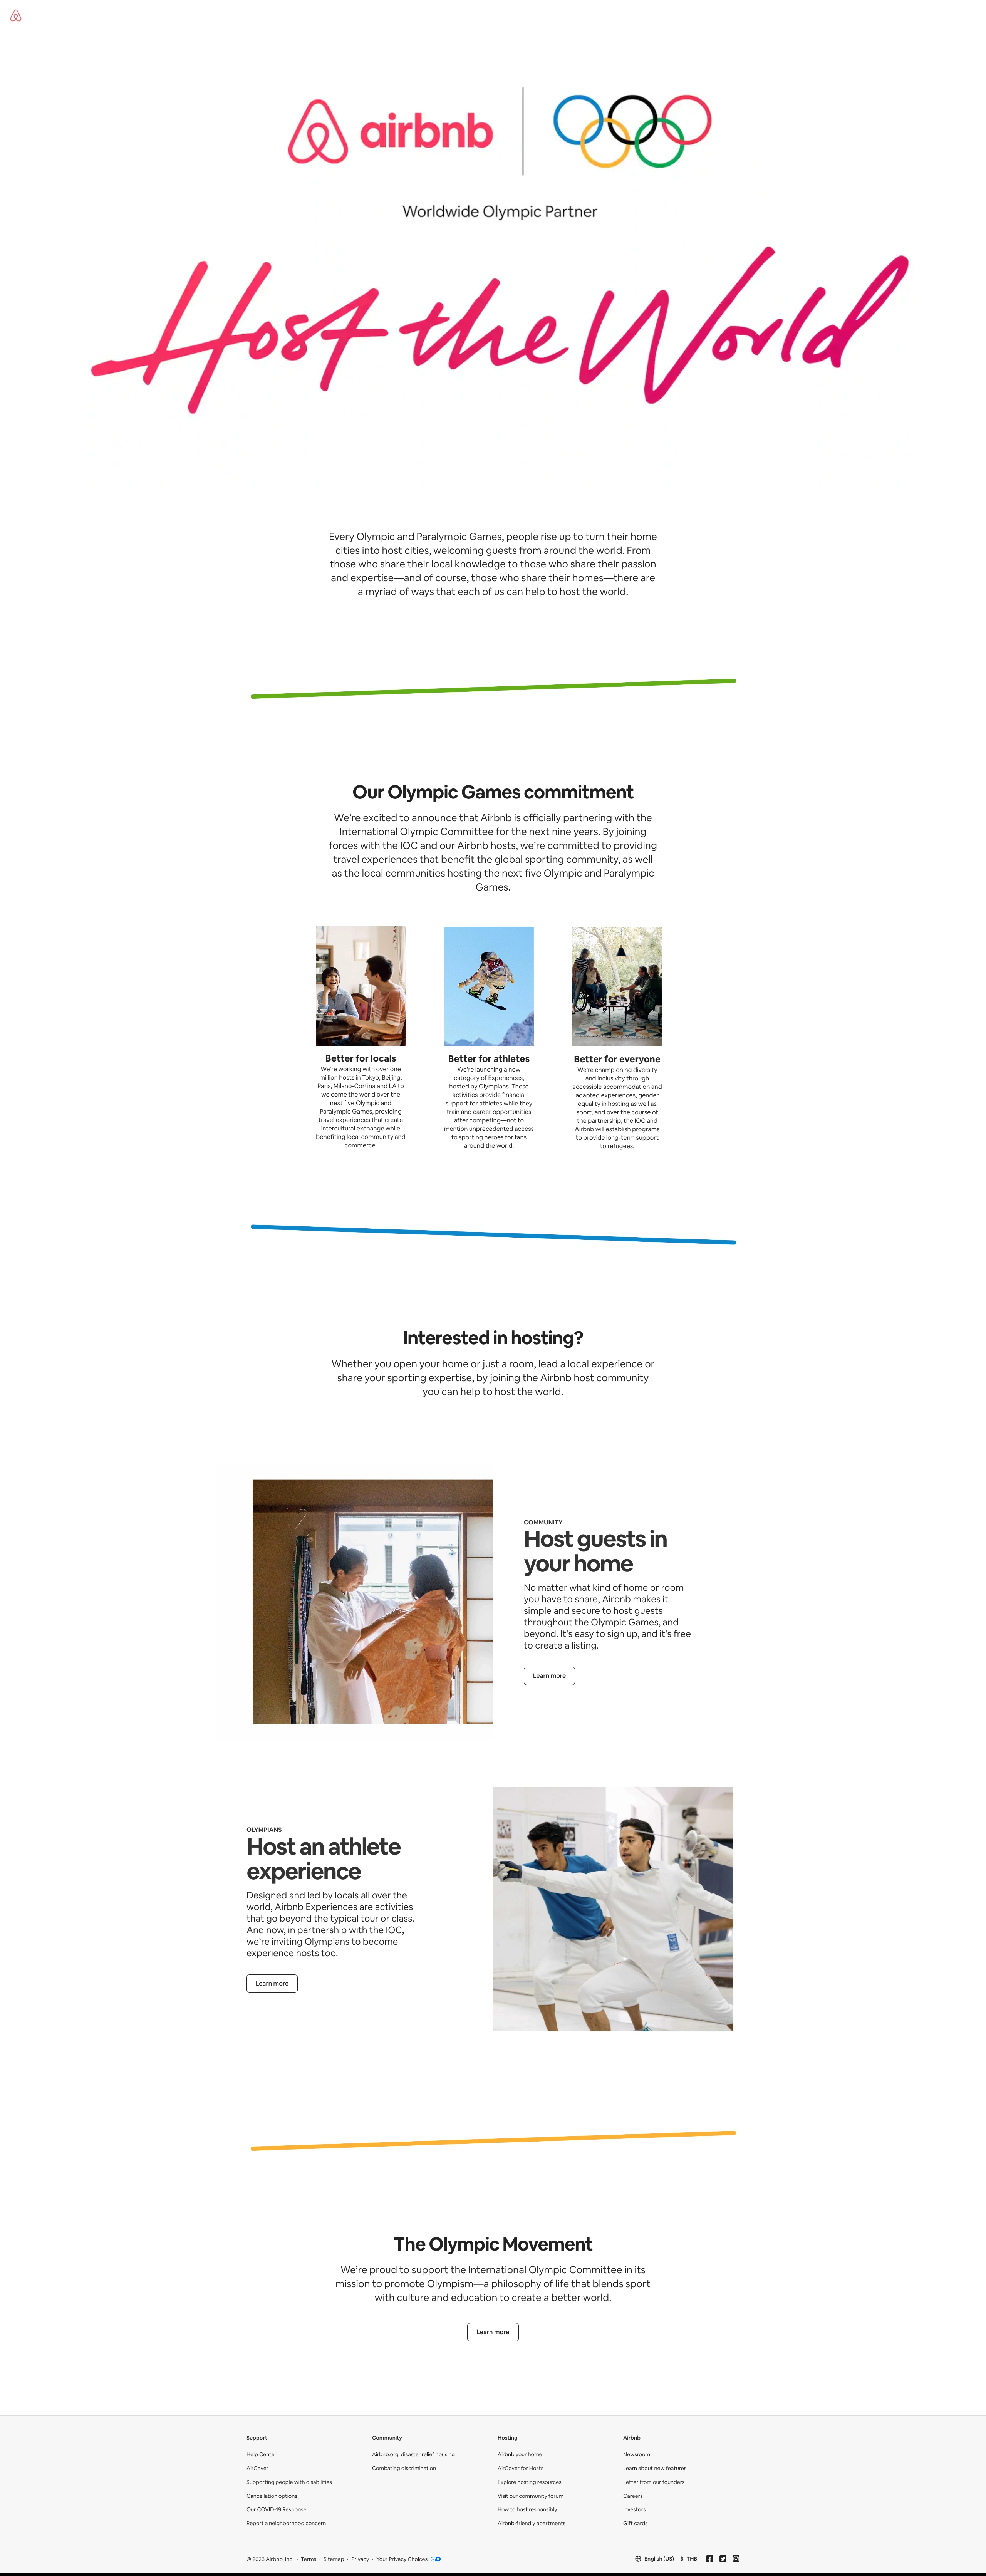 airbnb
Worldwide Olympic Partner
Host the World
Every Olympic and Paralympic Games, people rise up to turn their home
cities into host cities, welcoming guests from around the world. From
those who share their local knowledge to those who share their passion
and expertise—and of course, those who share their homes—there are
a myriad of ways that each of us can help to host the world.
Our Olympic Games commitment
We're excited to announce that Airbnb is officially partnering with the
International Olympic Committee for the next nine years. By joining
forces with the IOC and our Airbnb hosts, we're committed to providing
travel experiences that benefit the global sporting community, as well
as the local communities hosting the next five Olympic and Paralympic
Games.
Better for locals
We're working with over one
million hosts in Tokyo, Beijing,
Paris, Milano-Cortina and LA to
welcome the world over the
next five Olympic and
Paralympic Games, providing
travel experiences that create
intercultural exchange while
benefiting local community and
commerce.
Better for athletes
We're launching a new
category of Experiences,
hosted by Olympians. These
activities provide financial
support for athletes while they
train and career opportunities
after competing—not to
mention unprecedented access
to sporting heroes for fans
around the world.
Better for everyone
We're championing diversity
and inclusivity through
accessible accommodation and
adapted experiences, gender
equality in hosting as well as
sport, and over the course of
the partnership, the IOC and
Airbnb will establish programs
to provide long-term support
to refugees.
Interested in hosting?
Whether you open your home or just a room, lead a local experience or
share your sporting expertise, by joining the Airbnb host community
you can help to host the world.
COMMUNITY
Host guests in
your home
No matter what kind of home or room
you have to share, Airbnb makes it
simple and secure to host guests
throughout the Olympic Games, and
beyond. It's easy to sign up, and it's free
to create a listing.
Learn more
OLYMPIANS
Host an athlete
experience
Designed and led by locals all over the
world, Airbnb Experiences are activities
that go beyond the typical tour or class.
And now, in partnership with the IOC,
we're inviting Olympians to become
experience hosts too.
Learn more
The Olympic Movement
We're proud to support the International Olympic Committee in its
mission to promote Olympism—a philosophy of life that blends sport
with culture and education to create a better world.
Learn more
Support
Help Center
AirCover
Supporting people with disabilities
Cancellation options
Our COVID-19 Response
Report a neighborhood concern
Community
Airbnb.org: disaster relief housing
Combating discrimination
Hosting
Airbnb your home
AirCover for Hosts
Explore hosting resources
Visit our community forum
How to host responsibly
Airbnb-friendly apartments
Airbnb
Newsroom
Learn about new features
Letter from our founders
Careers
Investors
Gift cards
© 2023 Airbnb, Inc. · Terms · Sitemap · Privacy · Your Privacy Choices
English (US) ฿ THB